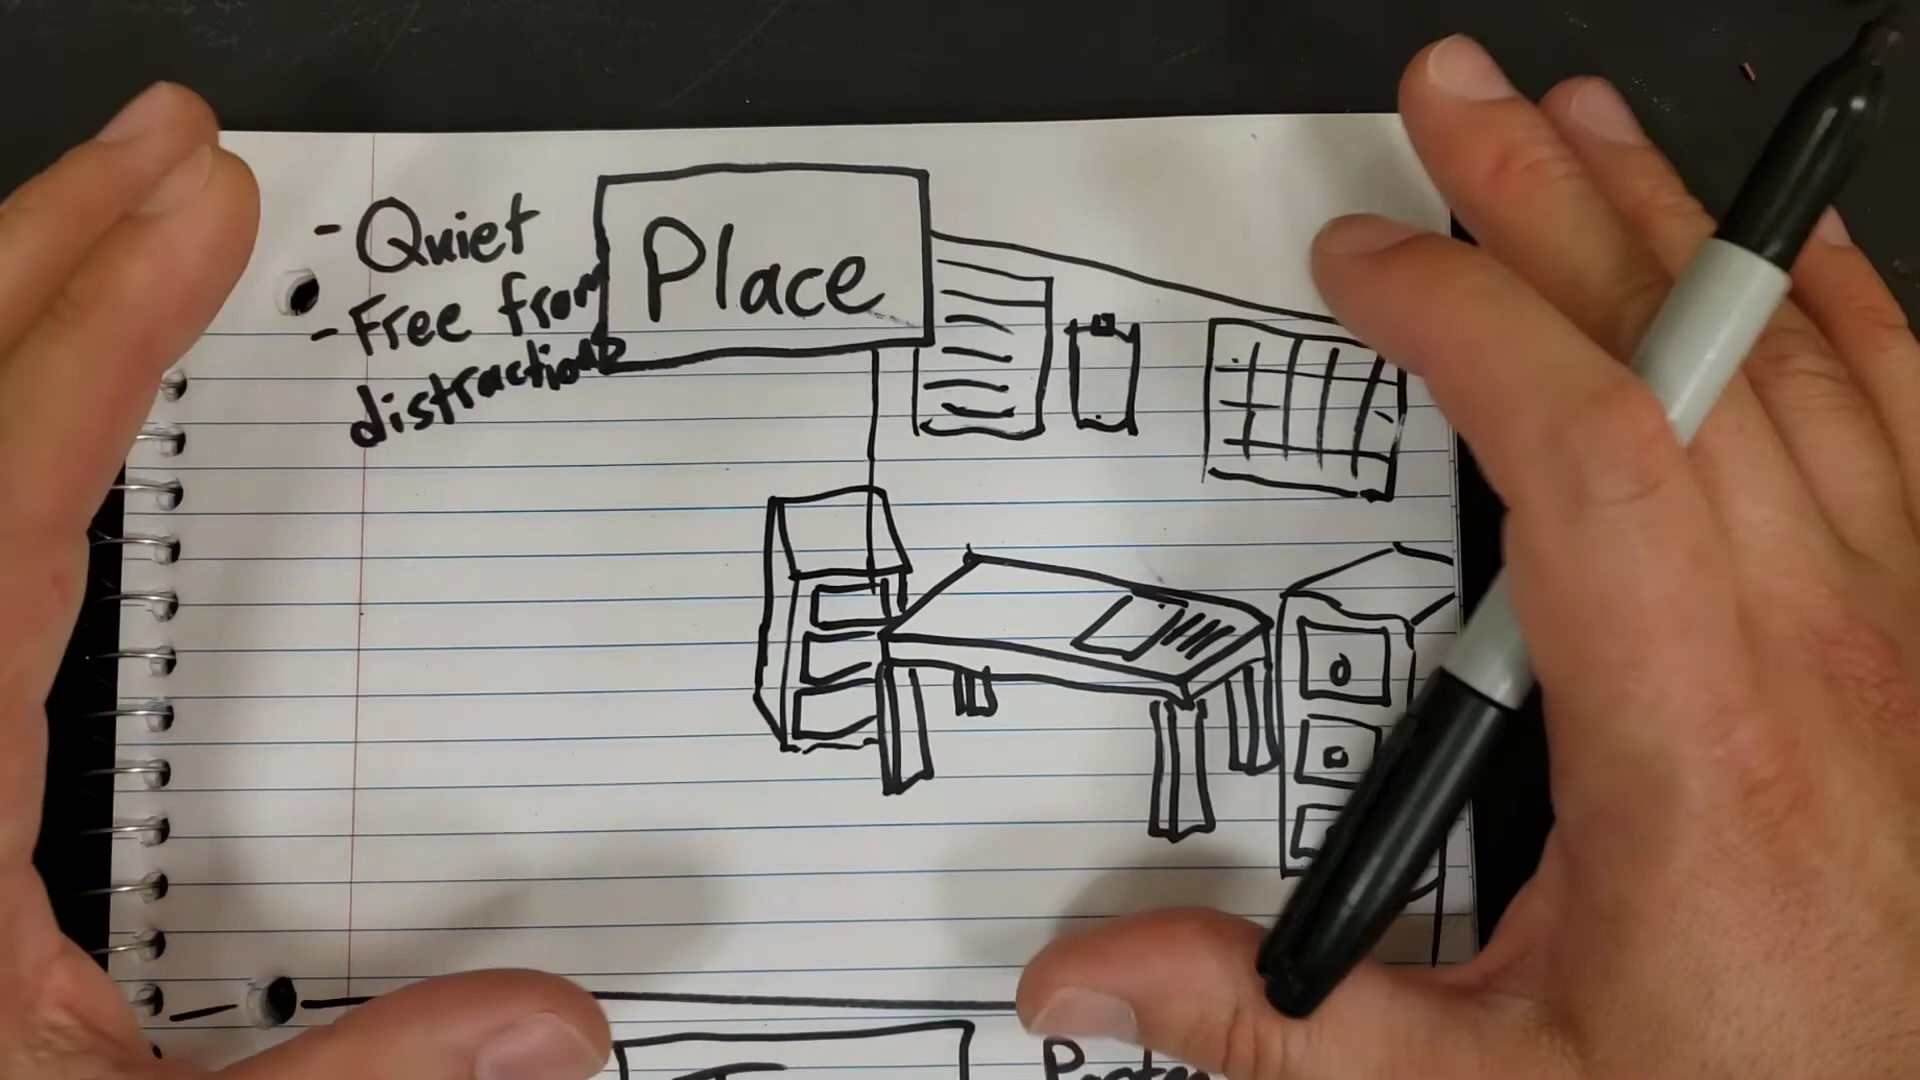 - Quiet
- Free from
distractions
Place